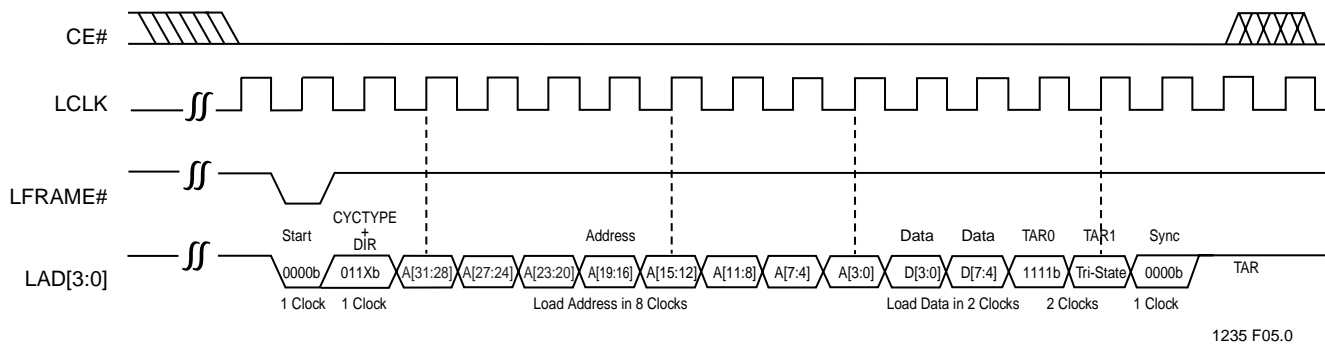 CE#
LCLK
LFRAME#
CYCTYPE
+
DIR
Start
Address
Data
Data
TAR0
TAR1
Sync
LAD[3:0]
0000b
011Xb
A[31:28]
A[27:24]
A[23:20]
A[19:16]
A[15:12]
A[11:8]
A[7:4]
A[3:0]
D[3:0]
D[7:4]
1111b
Tri-State
0000b
TAR
1 Clock
1 Clock
Load Address in 8 Clocks
Load Data in 2 Clocks
2 Clocks
1 Clock
1235 F05.0